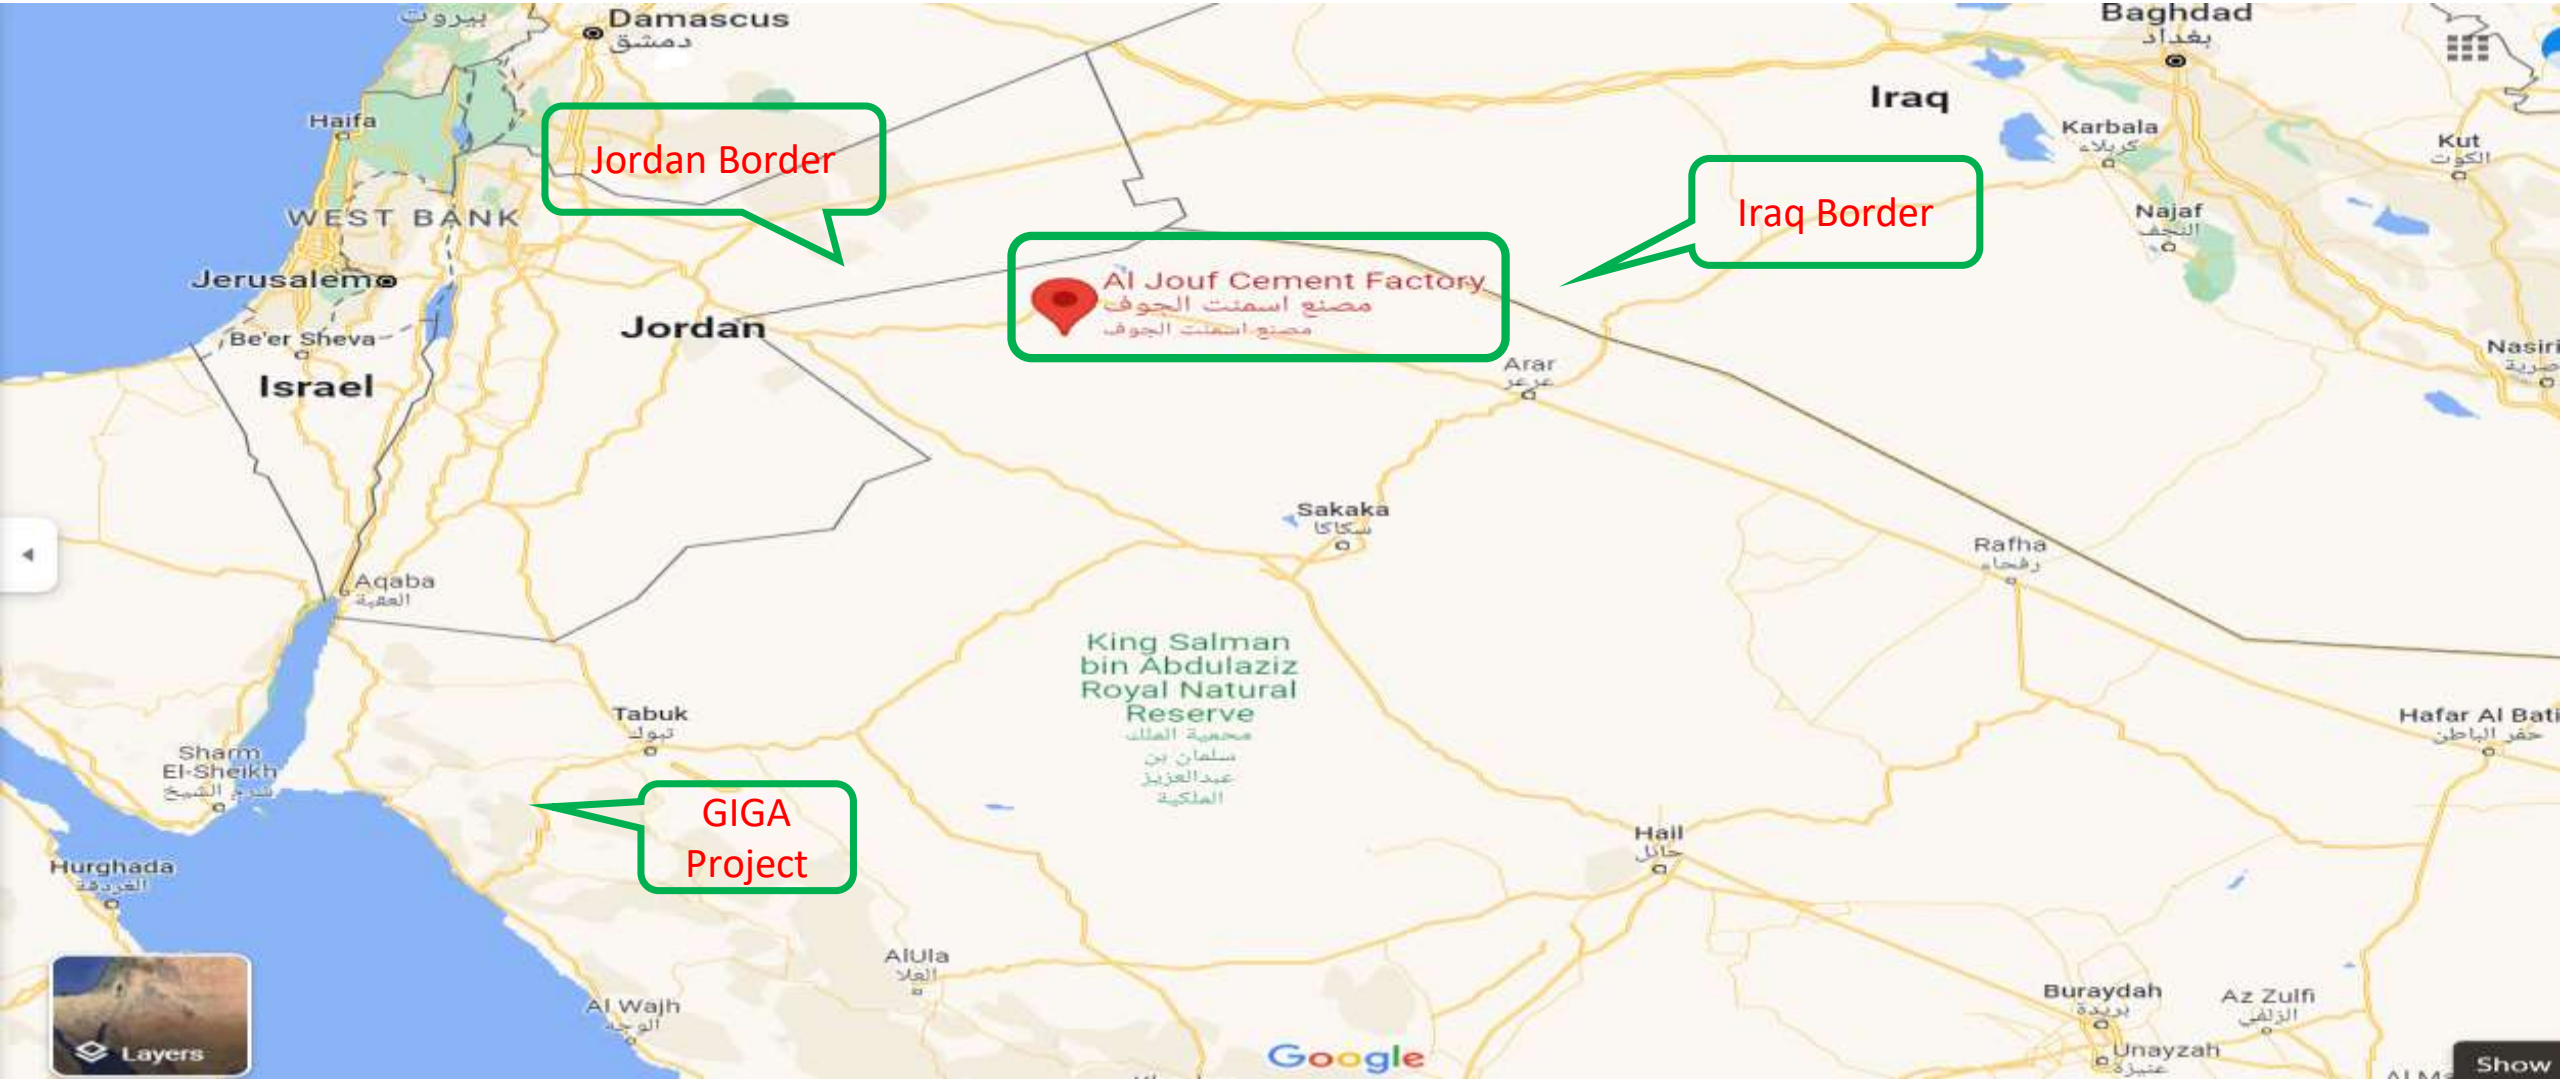 بيروت
Damascus
دمشق
Baghdad
بغداد
Iraq
Haifa
Jordan Border
Karbala
كربلاء
Kut
الكوت
WEST BANK
Iraq Border
Najaf
النجف
Jerusalem
Al Jouf Cement Factory
مصنع اسمنت الجوف
مصنع اسمنت الجوف
Jordan
Be'er Sheva
Nasiri
صرية
Israel
Arar
عرعر
Sakaka
سكاكا
Rafha
رفحاء
Aqaba
العقبة
King Salman
bin Abdulaziz
Royal Natural
Reserve
محمية الملك
سلمان بن
عبدالعزيز
الملكية
Tabuk
تبوك
Hafar Al Bati
حفر الباطن
Sharm
El-Sheikh
شرم الشيخ
GIGA
Project
Hail
حائل
Hurghada
الغردقة
AlUla
العلا
Al Wajh
الوجه
Buraydah
بريدة
Az Zulfi
الزلفي
Layers
Google
Unayzah
عنيزة
Show